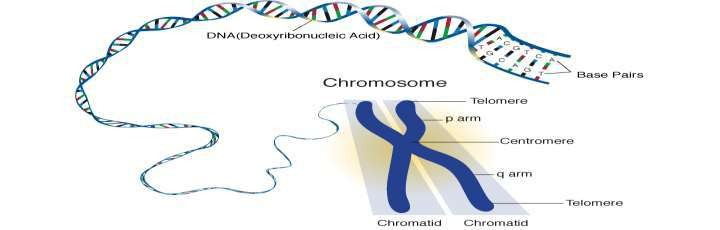 DNA(Deoxyribonucleic Acid)
A C G T C A
T G C A G T
Base Pairs
Chromosome
Telomere
p arm
Centromere
q arm
Telomere
Chromatid
Chromatid